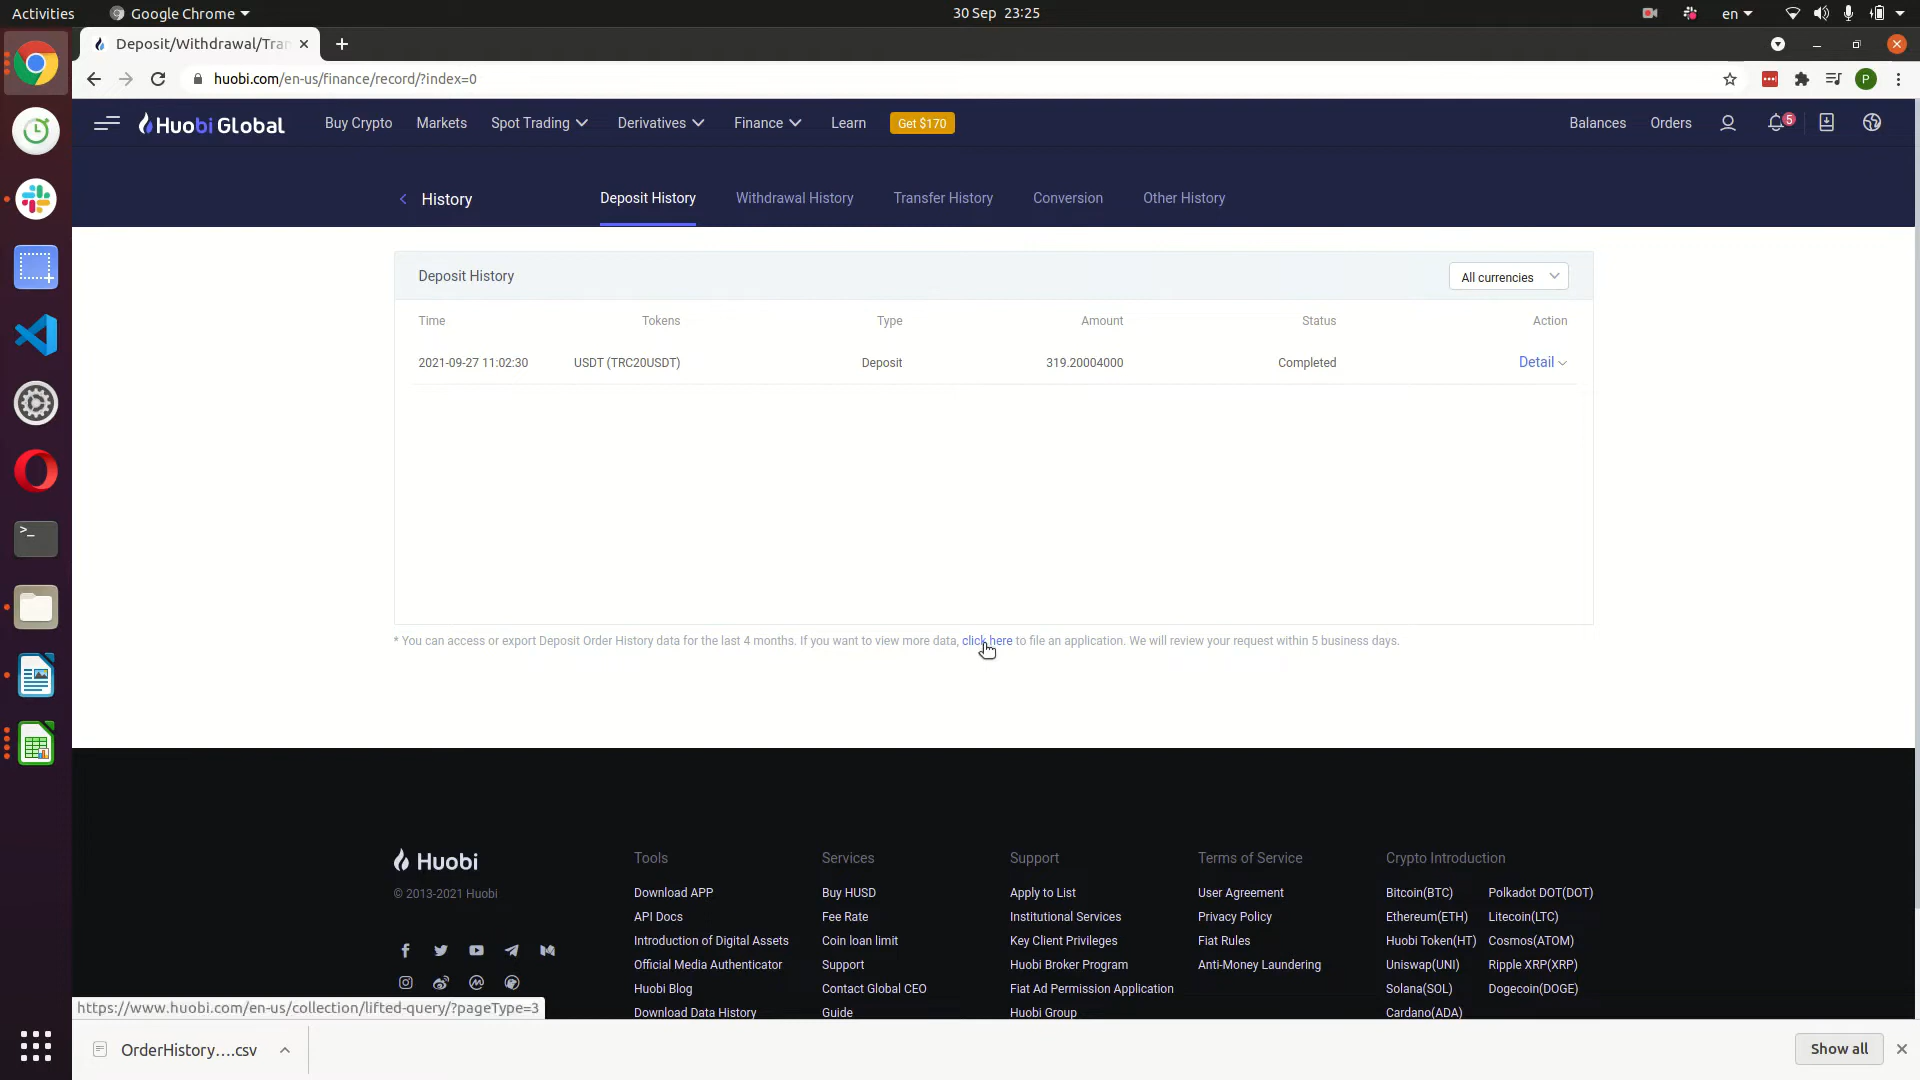 Activities
Google Chrome
30 Sep 23:25
en
Deposit/Withdrawal/Tran
huobi.com/en-us/finance/record/?index=0
P
Huobi Global
Buy Crypto
Markets
Spot Trading
Derivatives
Finance
Learn
Get $170
Balances
Orders
5
History
Deposit History
Withdrawal History
Transfer History
Conversion
Other History
Deposit History
All currencies
Time
Tokens
Type
Amount
Status
Action
2021-09-27 11:02:30
USDT (TRC20USDT)
Deposit
319.20004000
Completed
Detail
* You can access or export Deposit Order History data for the last 4 months. If you want to view more data, click here to file an application. We will review your request within 5 business days.
Huobi
© 2013-2021 Huobi
Tools
Download APP
API Docs
Introduction of Digital Assets
Official Media Authenticator
Huobi Blog
Download Data History
Services
Buy HUSD
Fee Rate
Coin loan limit
Support
Contact Global CEO
Guide
Support
Apply to List
Institutional Services
Key Client Privileges
Huobi Broker Program
Fiat Ad Permission Application
Huobi Group
Terms of Service
User Agreement
Privacy Policy
Fiat Rules
Anti-Money Laundering
Crypto Introduction
Bitcoin(BTC)
Polkadot DOT(DOT)
Ethereum(ETH)
Litecoin(LTC)
Huobi Token(HT)
Cosmos(ATOM)
Uniswap(UNI)
Ripple XRP(XRP)
Solana(SOL)
Dogecoin(DOGE)
Cardano(ADA)
https://www.huobi.com/en-us/collection/lifted-query/?pageType=3
OrderHistory....csv
Show all